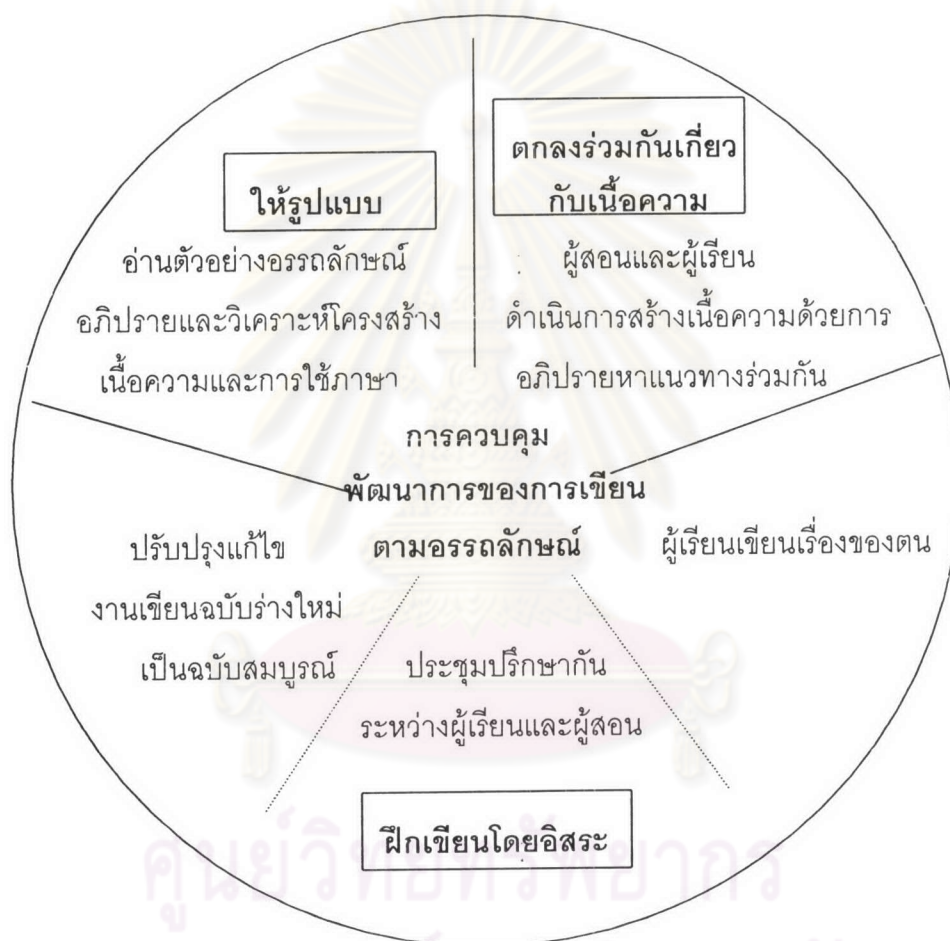 ให้รูปแบบ
อ่านตัวอย่างอรรถลักษณ์
อภิปรายและวิเคราะห์โครงสร้าง
เนื้อความและการใช้ภาษา
ตกลงร่วมกันเกี่ยว
กับเนื้อความ
ผู้สอนและผู้เรียน
ดำเนินการสร้างเนื้อความด้วยการ
อภิปรายหาแนวทางร่วมกัน
การควบคุม
พัฒนาการของการเขียน
ตามอรรถลักษณ์
ผู้เรียนเขียนเรื่องของตน
ประชุมปรึกษากัน
ระหว่างผู้เรียนและผู้สอน
ปรับปรุงแก้ไข
งานเขียนฉบับร่างใหม่
เป็นฉบับสมบูรณ์
ฝึกเขียนโดยอิสระ
ศูนย์วิทยทรัพยากร